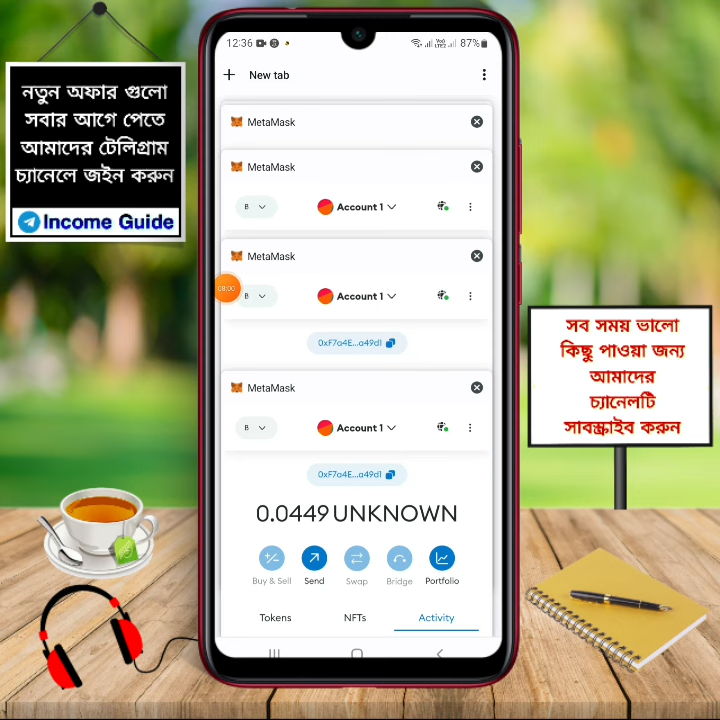 নতুন অফার গুলো
সবার আগে পেতে
আমাদের টেলিগ্রাম
চ্যানেলে জইন করুন
Income Guide
12:36
87%
New tab
MetaMask
MetaMask
B
Account 1
MetaMask
08:00
B
Account 1
0xF7a4E...a49d1
MetaMask
B
Account 1
0xF7a4E...a49d1
0.0449 UNKNOWN
Buy & Sell
Send
Swap
Bridge
Portfolio
Tokens
NFTs
Activity
সব সময় ভালো
কিছু পাওয়া জন্য
আমাদের
চ্যানেলটি
সাবস্ক্রাইব করুন